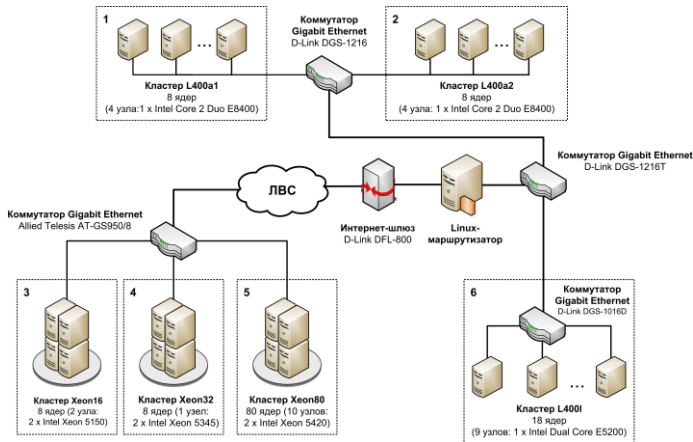 1
Коммутатор
Gigabit Ethernet
D-Link DGS-1216
2
...
...
Кластер L400a1
8 ядер
(4 узла:1 x Intel Core 2 Duo E8400)
Кластер L400a2
8 ядер
(4 узла: 1 x Intel Core 2 Duo E8400)
Коммутатор Gigabit Ethernet
D-Link DGS-1216T
ЛВС
Интернет-шлюз
D-Link DFL-800
Linux-
маршрутизатор
Коммутатор Gigabit Ethernet
Allied Telesis AT-GS950/8
3
Кластер Xeon16
8 ядер (2 узла:
2 x Intel Xeon 5150)
4
Кластер Xeon32
8 ядер (1 узел:
2 x Intel Xeon 5345)
5
Кластер Xeon80
80 ядер (10 узлов:
2 x Intel Xeon 5420)
6
Коммутатор
Gigabit Ethernet
D-Link DGS-1016D
...
Кластер L400I
18 ядер
(9 узлов: 1 x Intel Dual Core E5200)